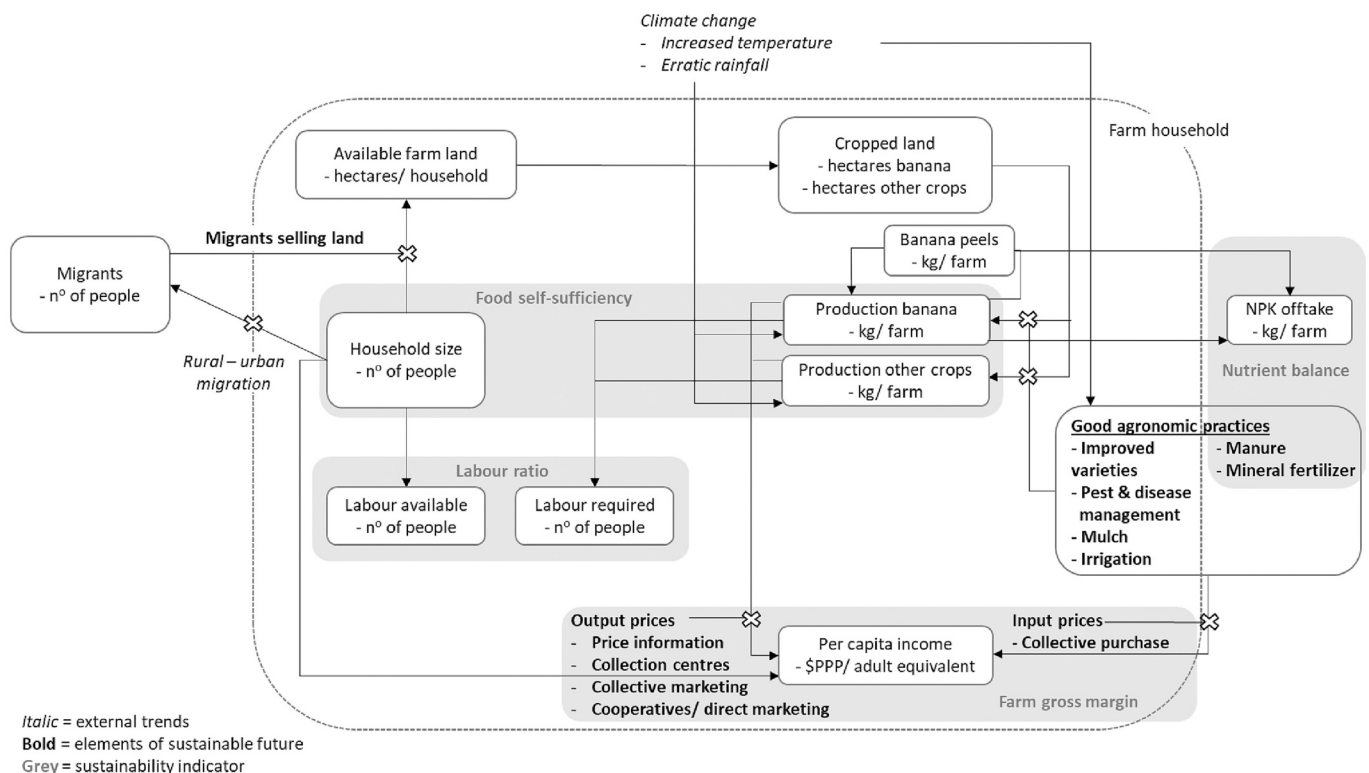 Climate change
- Increased temperature
- Erratic rainfall
Farm household
Available farm land
- hectares/ household
Cropped land
- hectares banana
- hectares other crops
Migrants selling land
Migrants
- nº of people
Banana peels
- kg/ farm
Food self-sufficiency
Production banana
- kg/ farm
NPK offtake
- kg/ farm
Household size
- nº of people
Rural – urban
migration
Production other crops
- kg/ farm
Nutrient balance
Good agronomic practices
- Improved
varieties
- Pest & disease
management
- Mulch
- Irrigation
- Manure
- Mineral fertilizer
Labour ratio
Labour available
- nº of people
Labour required
- nº of people
Output prices
- Price information
- Collection centres
- Collective marketing
- Cooperatives/ direct marketing
Per capita income
- $PPP/ adult equivalent
Input prices
- Collective purchase
Farm gross margin
Italic = external trends
Bold = elements of sustainable future
Grey = sustainability indicator